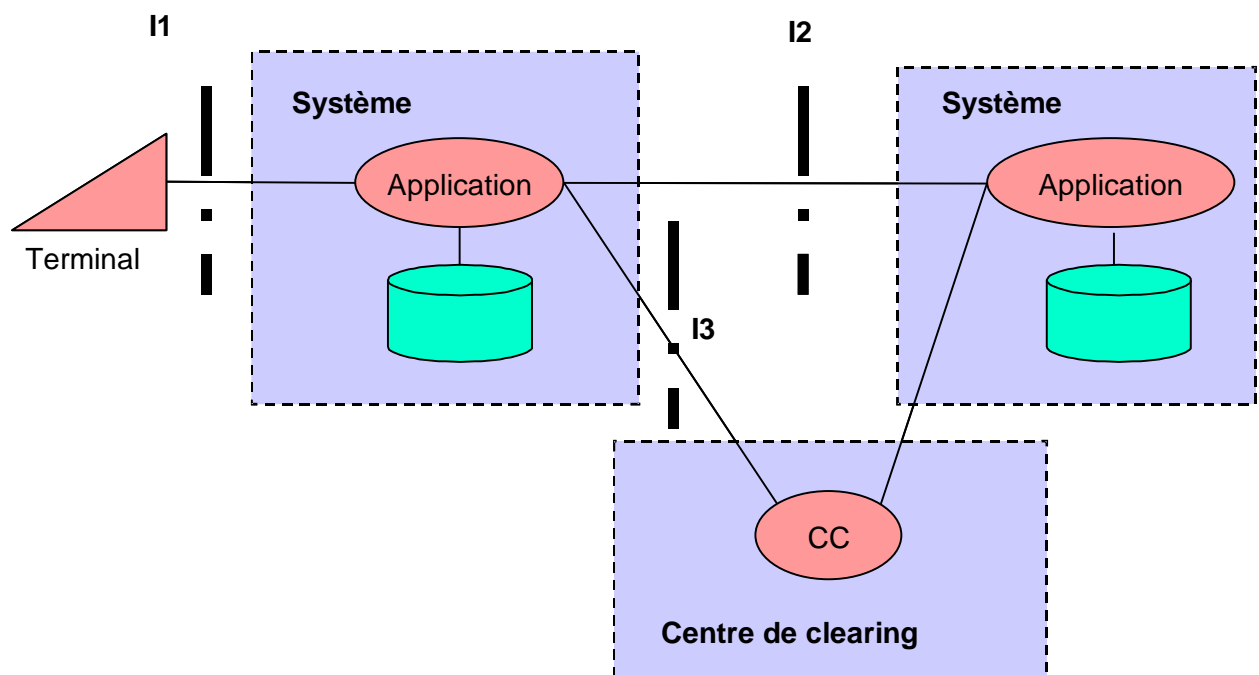 I1
I2
Système
Système
Application
Application
Terminal
I3
CC
Centre de clearing